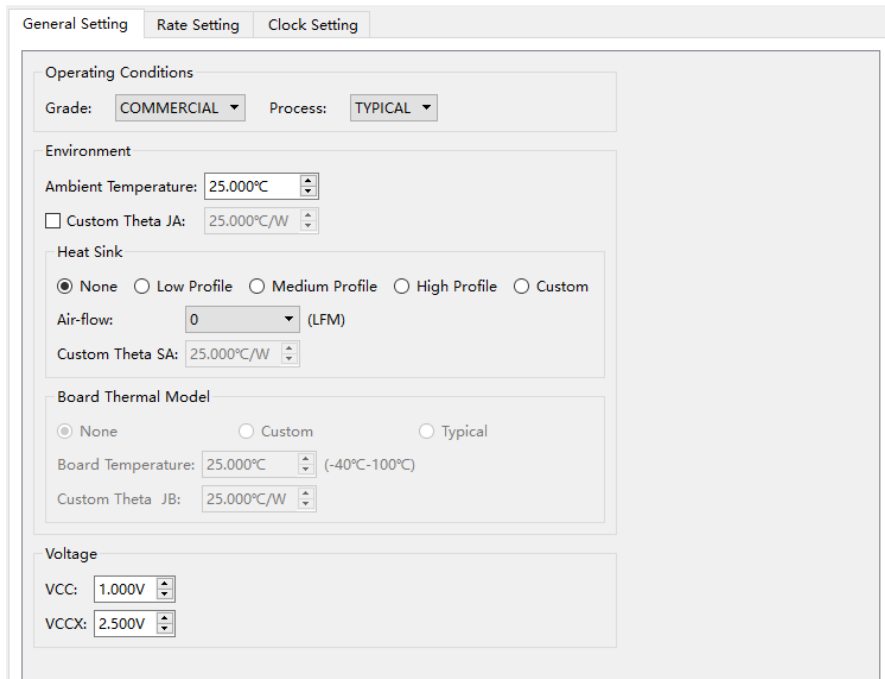 General Setting Rate Setting Clock Setting
Operating Conditions
Grade: COMMERCIAL Process: TYPICAL
Environment
Ambient Temperature: 25.000℃
Custom Theta JA: 25.000℃/W
Heat Sink
None Low Profile Medium Profile High Profile Custom
Air-flow: 0 (LFM)
Custom Theta SA: 25.000℃/W
Board Thermal Model
None Custom Typical
Board Temperature: 25.000℃ (-40℃-100℃)
Custom Theta JB: 25.000℃/W
Voltage
VCC: 1.000V
VCCX: 2.500V